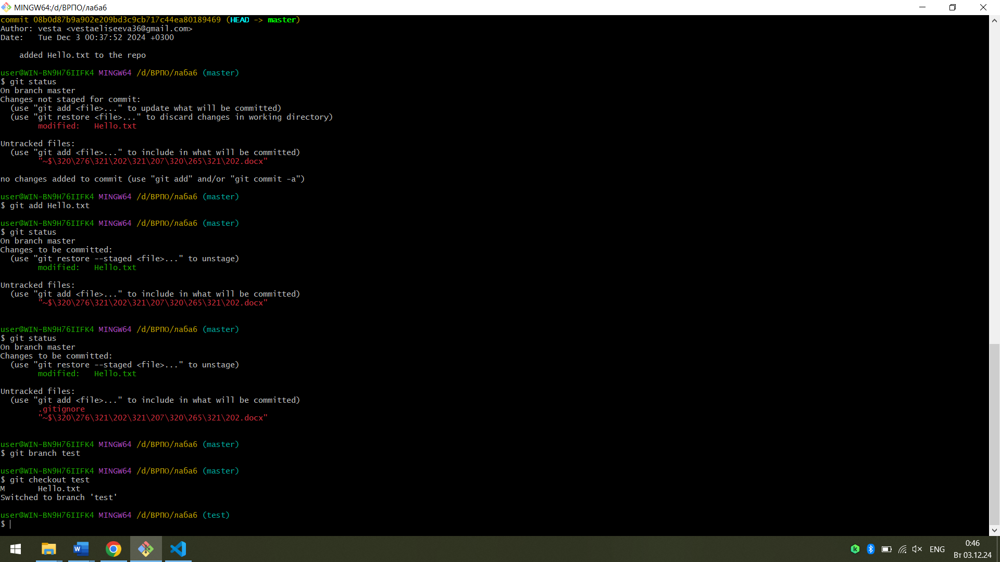 MINGW64:/d/ВРПО/лаба6
commit 08b0d87b9a902e209bd3c9cb717c44ea80189469 (HEAD -> master)
Author: vesta <vestaeliseeva36@gmail.com>
Date:   Tue Dec 3 00:37:52 2024 +0300
    added Hello.txt to the repo
user@WIN-BN9H76IIFK4 MINGW64 /d/ВРПО/лаба6 (master)
$ git status
On branch master
Changes not staged for commit:
  (use "git add <file>..." to update what will be committed)
  (use "git restore <file>..." to discard changes in working directory)
        modified:   Hello.txt
Untracked files:
  (use "git add <file>..." to include in what will be committed)
        "~$\320\276\321\202\321\207\320\265\321\202.docx"
no changes added to commit (use "git add" and/or "git commit -a")
user@WIN-BN9H76IIFK4 MINGW64 /d/ВРПО/лаба6 (master)
$ git add Hello.txt
user@WIN-BN9H76IIFK4 MINGW64 /d/ВРПО/лаба6 (master)
$ git status
On branch master
Changes to be committed:
  (use "git restore --staged <file>..." to unstage)
        modified:   Hello.txt
Untracked files:
  (use "git add <file>..." to include in what will be committed)
        "~$\320\276\321\202\321\207\320\265\321\202.docx"
user@WIN-BN9H76IIFK4 MINGW64 /d/ВРПО/лаба6 (master)
$ git status
On branch master
Changes to be committed:
  (use "git restore --staged <file>..." to unstage)
        modified:   Hello.txt
Untracked files:
  (use "git add <file>..." to include in what will be committed)
        .gitignore
        "~$\320\276\321\202\321\207\320\265\321\202.docx"
user@WIN-BN9H76IIFK4 MINGW64 /d/ВРПО/лаба6 (master)
$ git branch test
user@WIN-BN9H76IIFK4 MINGW64 /d/ВРПО/лаба6 (master)
$ git checkout test
M       Hello.txt
Switched to branch 'test'
user@WIN-BN9H76IIFK4 MINGW64 /d/ВРПО/лаба6 (test)
$
ENG
0:46
Вт 03.12.24